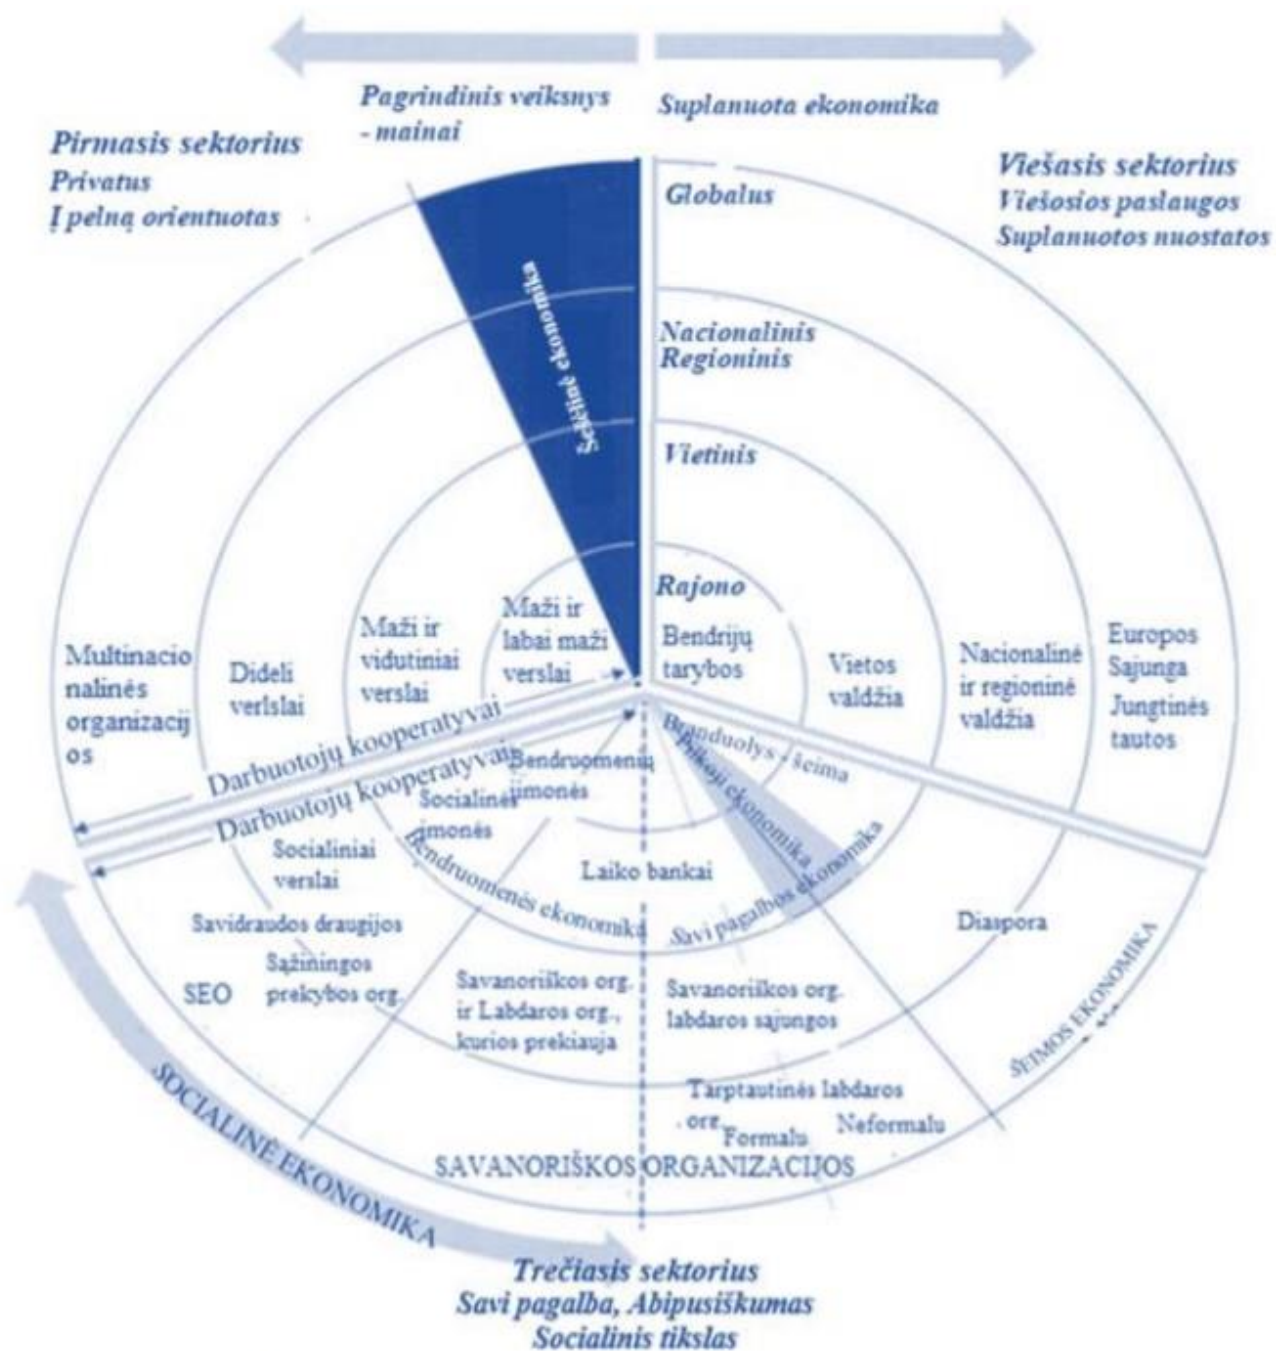 Pagrindinis veiksnys
- mainai
Suplanuota ekonomika
Pirmasis sektorius
Privatus
Į pelną orientuotas
Viešasis sektorius
Viešosios paslaugos
Suplanuotos nuostatos
Globalus
Nacionalinis
Regioninis
Vietinis
Rajono
ekonomika
Multinacio
nalinės
organizacij
os
Dideli
verlslai
Maži ir
vidutiniai
verslai
Maži ir
labai maži
verslai
Bendrijų
tarybos
Vietos
valdžia
Nacionalinė
ir regioninė
valdžia
Europos
Sajunga
Jungtinės
tautos
Darbuotojų kooperatyvai
Darbuotojų kooperatyvai
Bendruomenių
įmonės
Socialinės
įmonės
Socialiniai
verslai
Savidraudos draugijos
Sąžiningos
prekybos org.
SEO
Bendruomenės ekonomika
Laiko bankai
Branduolys - šeima
ekonomika
Savi pagalbos ekonomika
Diaspora
ŠEIMOS EKONOMIKA
Savanoriškos org.
ir Labdaros org.,
kurios prekiauja
Savanoriškos org.
labdaros sajungos
Tarptautinės labdaros
org.
Formalu
Neformalu
SAVANORIŠKOS ORGANIZACIJOS
SOCIALINĖ EKONOMIKA
Trečiasis sektorius
Savi pagalba, Abipusiškumas
Socialinis tikslas